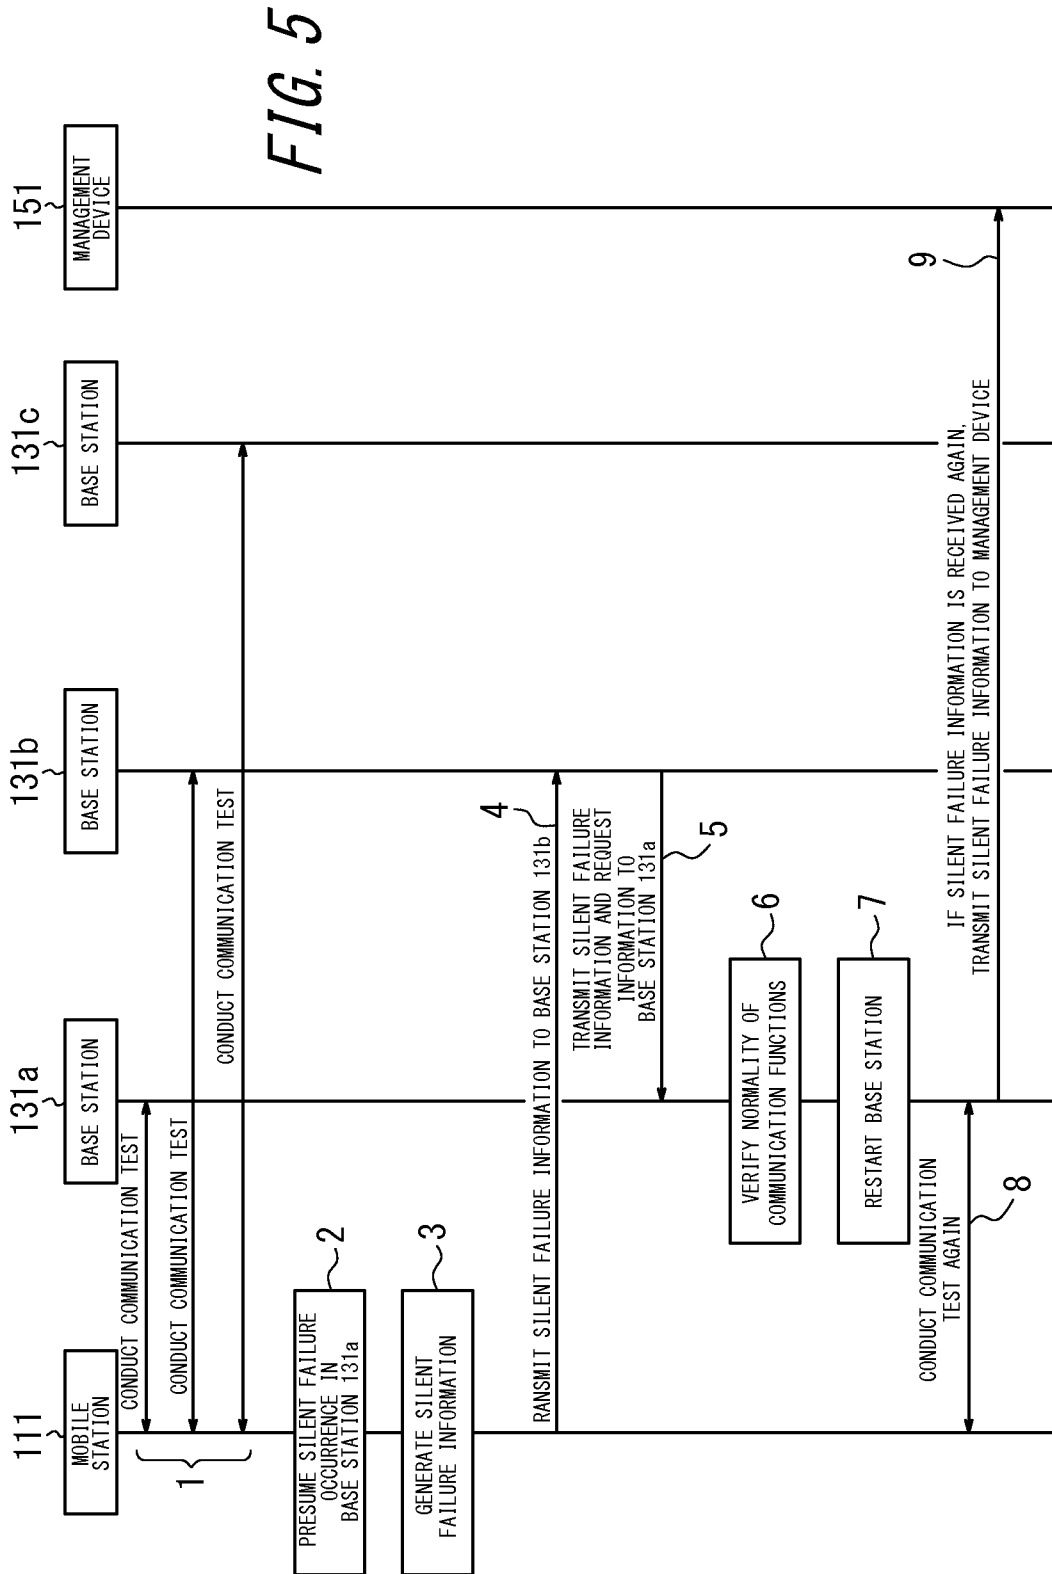 FIG. 5
111
MOBILE
STATION
131a
BASE STATION
131b
BASE STATION
131c
BASE STATION
151
MANAGEMENT
DEVICE
CONDUCT COMMUNICATION TEST
CONDUCT COMMUNICATION TEST
CONDUCT COMMUNICATION TEST
1
PRESUME SILENT FAILURE
OCCURRENCE IN
BASE STATION 131a
2
GENERATE SILENT
FAILURE INFORMATION
3
RANSMIT SILENT FAILURE INFORMATION TO BASE STATION 131b
4
TRANSMIT SILENT FAILURE
INFORMATION AND REQUEST
INFORMATION TO
BASE STATION 131a
5
VERIFY NORMALITY OF
COMMUNICATION FUNCTIONS
6
RESTART BASE STATION
7
CONDUCT COMMUNICATION
TEST AGAIN
8
IF SILENT FAILURE INFORMATION IS RECEIVED AGAIN,
TRANSMIT SILENT FAILURE INFORMATION TO MANAGEMENT DEVICE
9